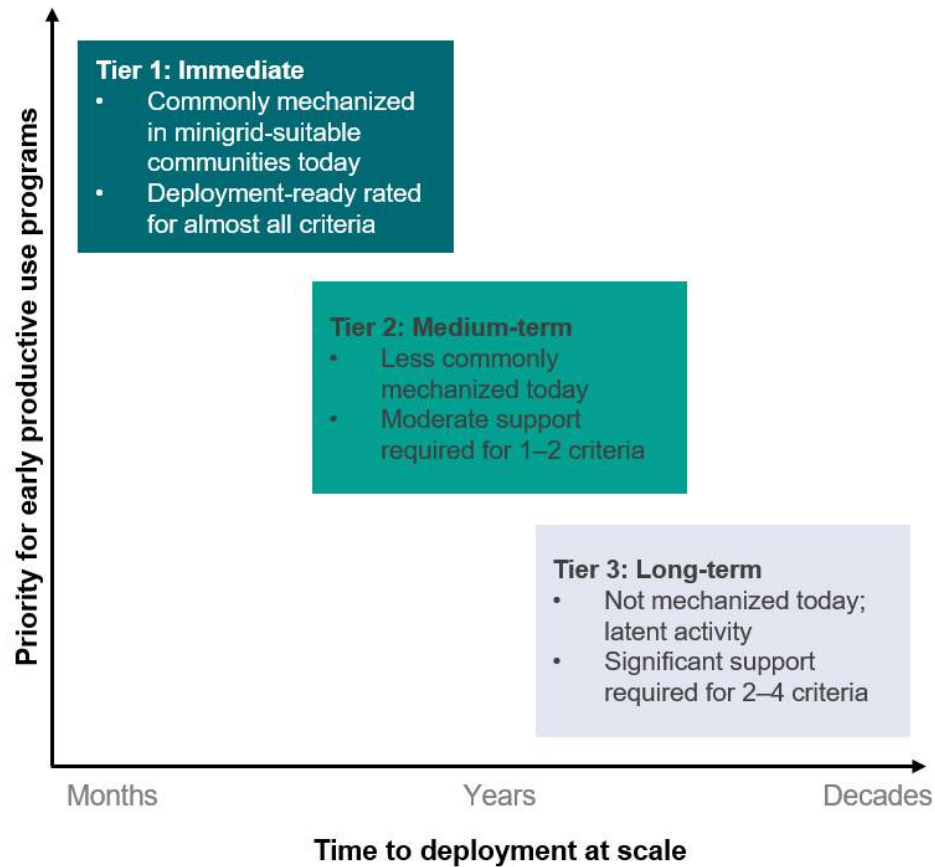 Priority for early productive use programs
Tier 1: Immediate
• Commonly mechanized
in minigrid-suitable
communities today
• Deployment-ready rated
for almost all criteria
Tier 2: Medium-term
• Less commonly
mechanized today
• Moderate support
required for 1–2 criteria
Tier 3: Long-term
• Not mechanized today;
latent activity
• Significant support
required for 2–4 criteria
Months Years Decades
Time to deployment at scale